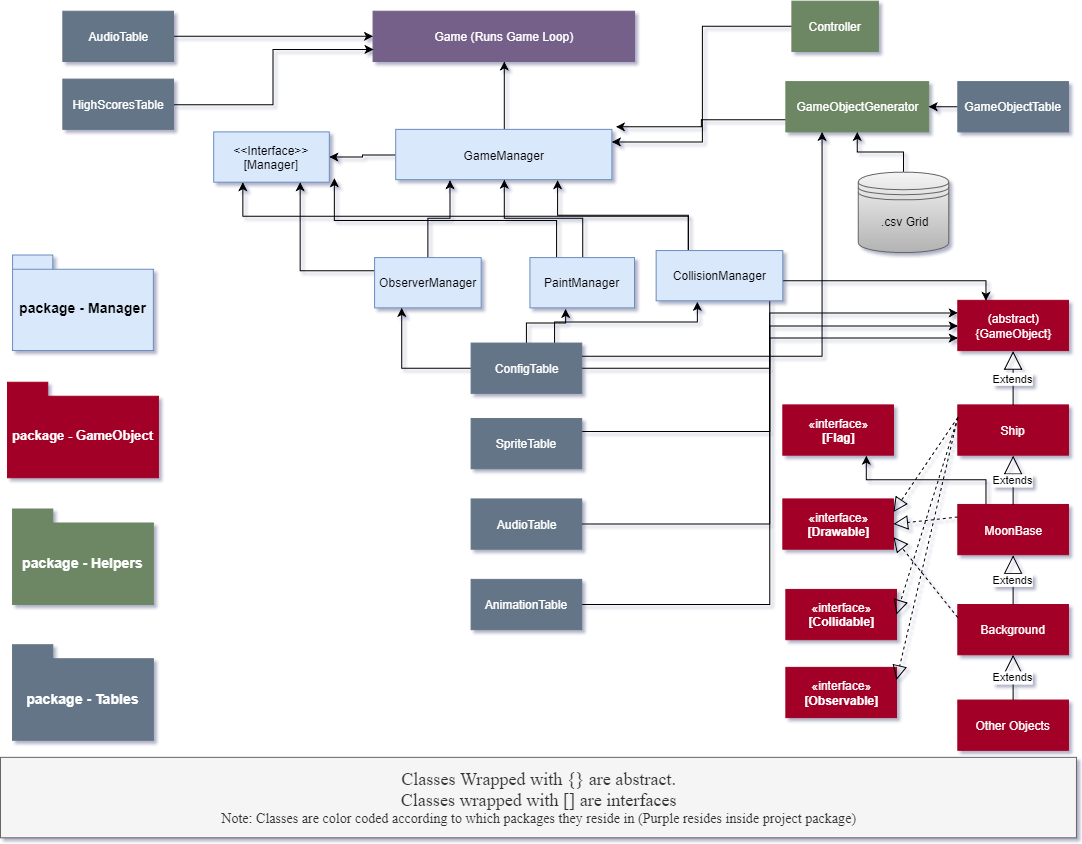 AudioTable
Game (Runs Game Loop)
Controller
HighScoresTable
GameObjectGenerator
GameObjectTable
<<Interface>>
[Manager]
GameManager
.csv Grid
package - Manager
ObserverManager
PaintManager
CollisionManager
(abstract)
{GameObject}
ConfigTable
Extends
package - GameObject
«interface»
[Flag]
Ship
SpriteTable
Extends
«interface»
[Drawable]
MoonBase
AudioTable
package - Helpers
Extends
AnimationTable
«interface»
[Collidable]
Background
Extends
package - Tables
«interface»
[Observable]
Other Objects
Classes Wrapped with {} are abstract.
Classes wrapped with [] are interfaces
Note: Classes are color coded according to which packages they reside in (Purple resides inside project package)